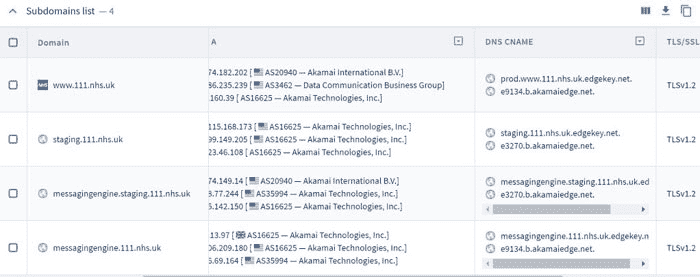 Subdomains list — 4
Domain A DNS CNAME TLS/SSL
www.111.nhs.uk
74.182.202 [ AS20940 — Akamai International B.V.]
36.235.239 [ AS3462 — Data Communication Business Group]
160.39 [ AS16625 — Akamai Technologies, Inc.]
prod.www.111.nhs.uk.edgekey.net.
e9134.b.akamaiedge.net.
TLSv1.2
staging.111.nhs.uk
115.168.173 [ AS16625 — Akamai Technologies, Inc.]
99.149.205 [ AS16625 — Akamai Technologies, Inc.]
23.46.108 [ AS16625 — Akamai Technologies, Inc.]
staging.111.nhs.uk.edgekey.net.
e3270.b.akamaiedge.net.
TLSv1.2
messagingengine.staging.111.nhs.uk
74.149.14 [ AS20940 — Akamai International B.V.]
5.77.244 [ AS35994 — Akamai Technologies, Inc.]
5.142.150 [ AS16625 — Akamai Technologies, Inc.]
messagingengine.staging.111.nhs.uk.ed
e3270.b.akamaiedge.net.
TLSv1.2
messagingengine.111.nhs.uk
13.97 [ AS16625 — Akamai Technologies, Inc.]
06.209.180 [ AS16625 — Akamai Technologies, Inc.]
5.69.164 [ AS35994 — Akamai Technologies, Inc.]
messagingengine.111.nhs.uk.edgekey.n
e9134.b.akamaiedge.net.
TLSv1.2